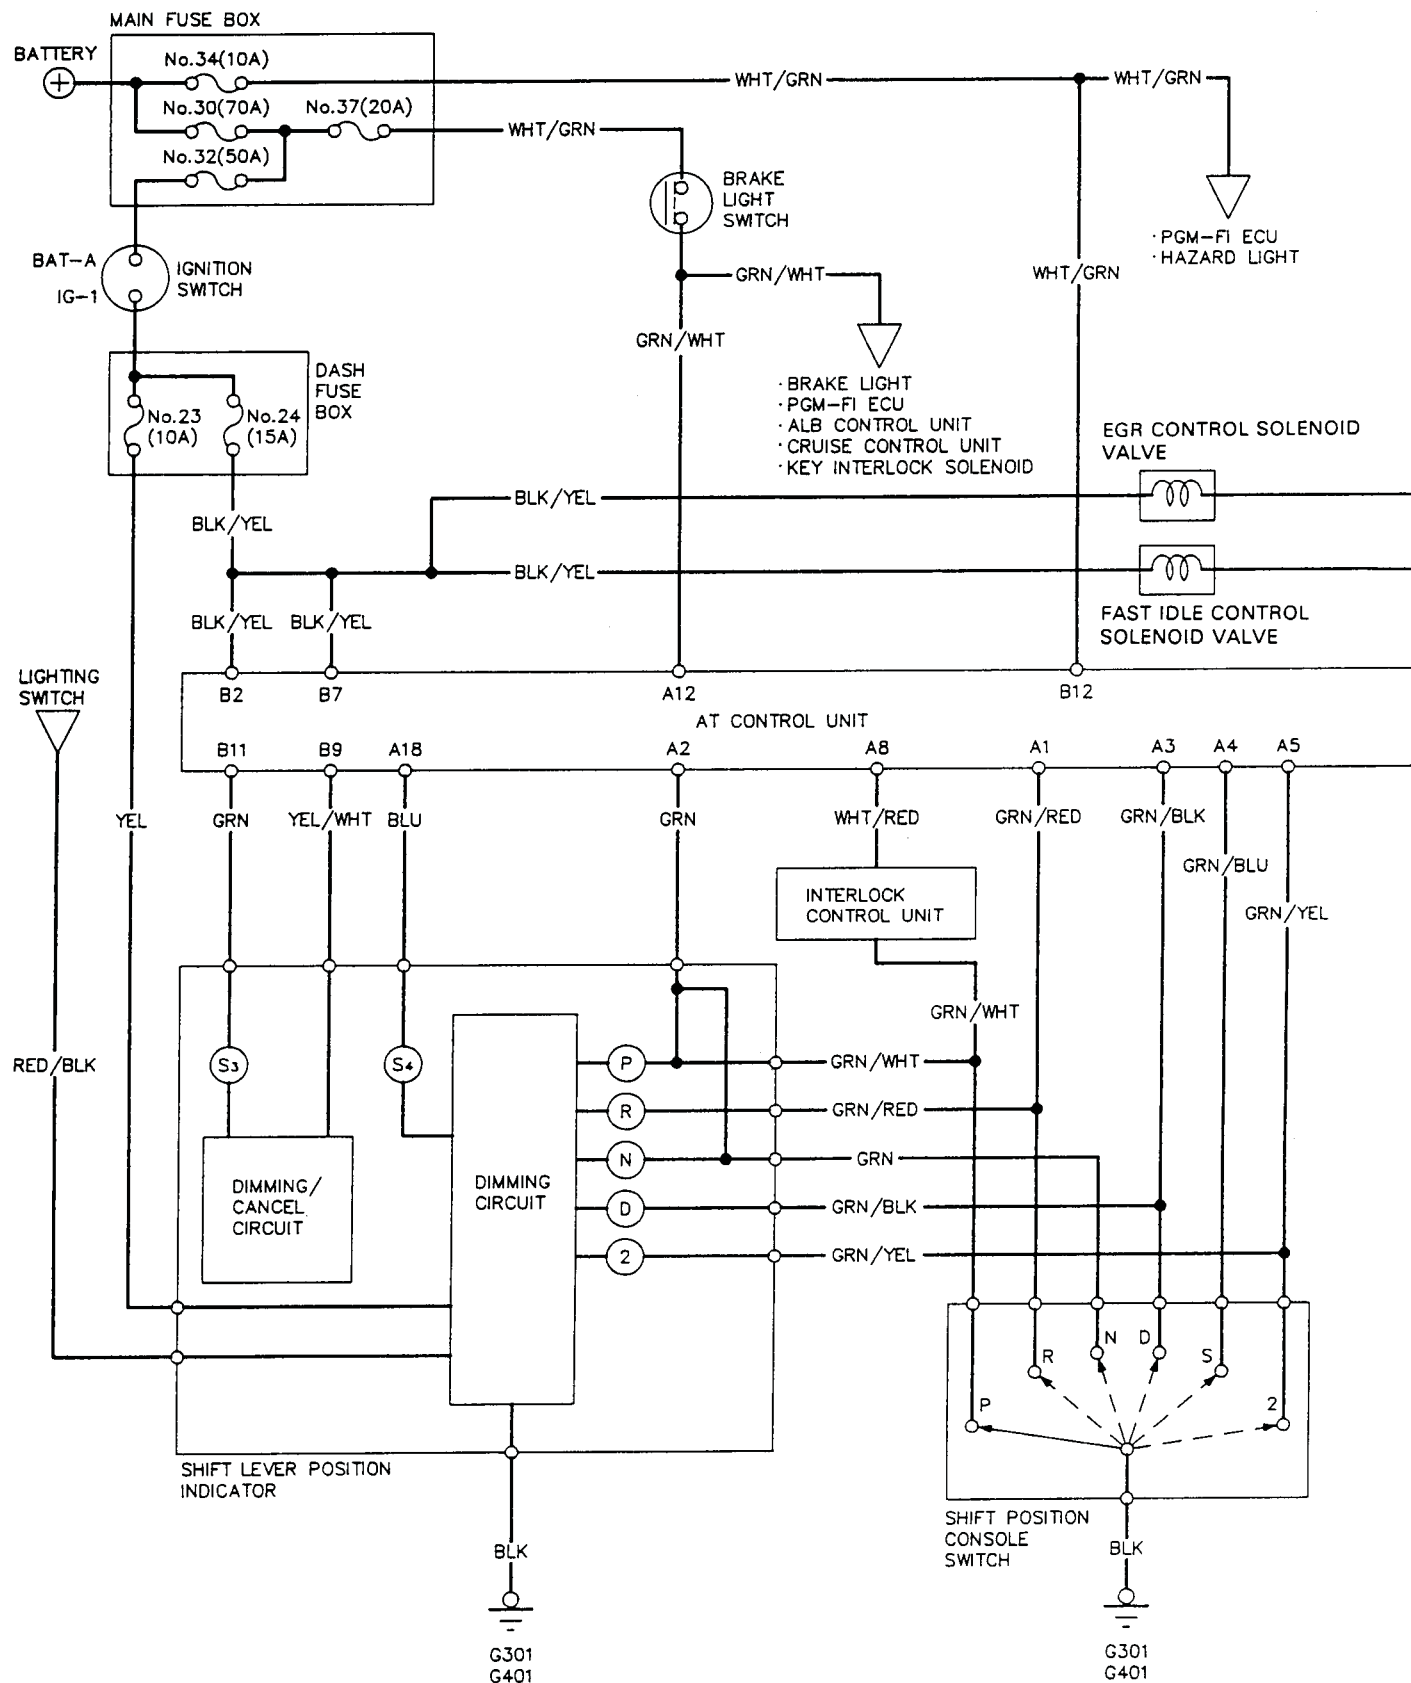 MAIN FUSE BOX
BATTERY
No.34(10A)
WHT/GRN
WHT/GRN
No.30(70A)
No.37(20A)
WHT/GRN
No.32(50A)
BRAKE
LIGHT
SWITCH
·PGM-FI ECU
·HAZARD LIGHT
BAT-A
IG-1
IGNITION
SWITCH
GRN/WHT
WHT/GRN
GRN/WHT
DASH
FUSE
BOX
No.23
(10A)
No.24
(15A)
·BRAKE LIGHT
·PGM-FI ECU
·ALB CONTROL UNIT
·CRUISE CONTROL UNIT
·KEY INTERLOCK SOLENOID
EGR CONTROL SOLENOID
VALVE
BLK/YEL
BLK/YEL
BLK/YEL
FAST IDLE CONTROL
SOLENOID VALVE
BLK/YEL
BLK/YEL
LIGHTING
SWITCH
B2
B7
A12
B12
AT CONTROL UNIT
B11
B9
A18
A2
A8
A1
A3
A4
A5
YEL
GRN
YEL/WHT
BLU
GRN
WHT/RED
GRN/RED
GRN/BLK
GRN/BLU
GRN/YEL
INTERLOCK
CONTROL UNIT
GRN/WHT
RED/BLK
S3
S4
P
GRN/WHT
R
GRN/RED
N
GRN
D
GRN/BLK
2
GRN/YEL
DIMMING/
CANCEL
CIRCUIT
DIMMING
CIRCUIT
P
R
N
D
S
2
SHIFT LEVER POSITION
INDICATOR
SHIFT POSITION
CONSOLE
SWITCH
BLK
BLK
G301
G401
G301
G401